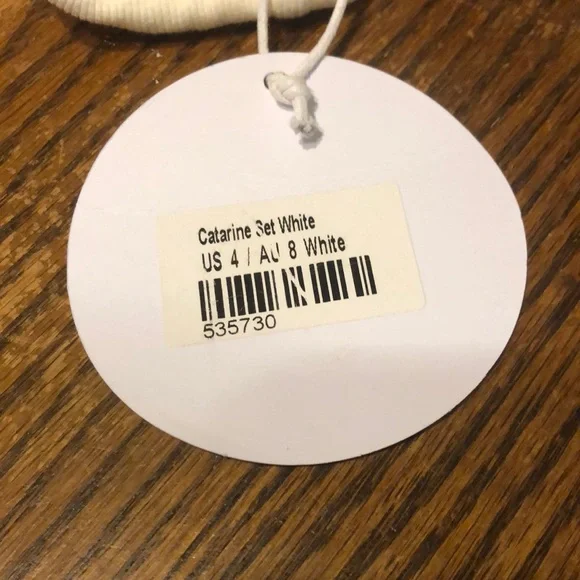 Catarine Set White
US 4 / AU 8 White
535730